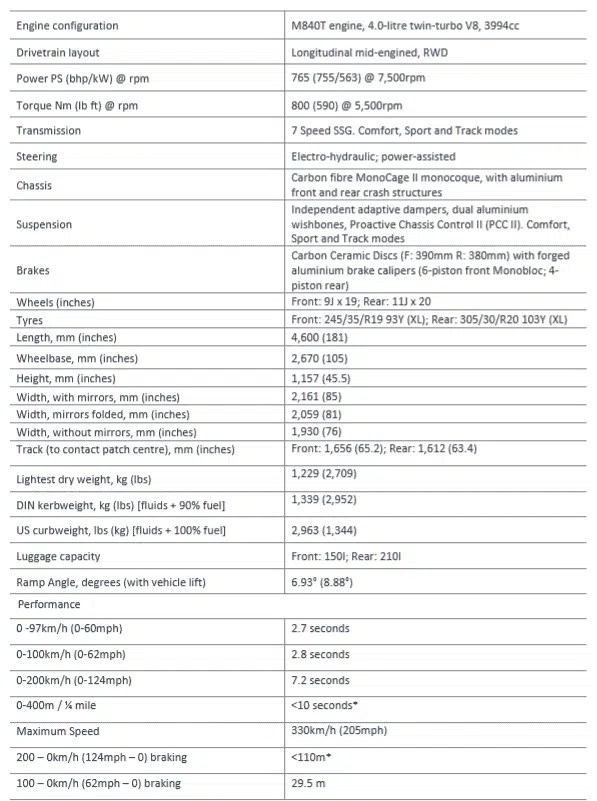 Engine configuration M840T engine, 4.0-litre twin-turbo V8, 3994cc
Drivetrain layout Longitudinal mid-engined, RWD
Power PS (bhp/kW) @ rpm 765 (755/563) @ 7,500rpm
Torque Nm (lb ft) @ rpm 800 (590) @ 5,500rpm
Transmission 7 Speed SSG. Comfort, Sport and Track modes
Steering Electro-hydraulic; power-assisted
Chassis Carbon fibre MonoCage II monocoque, with aluminium
front and rear crash structures
Suspension Independent adaptive dampers, dual aluminium
wishbones, Proactive Chassis Control II (PCC II). Comfort,
Sport and Track modes
Brakes Carbon Ceramic Discs (F: 390mm R: 380mm) with forged
aluminium brake calipers (6-piston front Monobloc; 4-
piston rear)
Wheels (inches) Front: 9J x 19; Rear: 11J x 20
Tyres Front: 245/35/R19 93Y (XL); Rear: 305/30/R20 103Y (XL)
Length, mm (inches) 4,600 (181)
Wheelbase, mm (inches) 2,670 (105)
Height, mm (inches) 1,157 (45.5)
Width, with mirrors, mm (inches) 2,161 (85)
Width, mirrors folded, mm (inches) 2,059 (81)
Width, without mirrors, mm (inches) 1,930 (76)
Track (to contact patch centre), mm (inches) Front: 1,656 (65.2); Rear: 1,612 (63.4)
Lightest dry weight, kg (lbs) 1,229 (2,709)
DIN kerbweight, kg (lbs) [fluids + 90% fuel] 1,339 (2,952)
US curbweight, lbs (kg) [fluids + 100% fuel] 2,963 (1,344)
Luggage capacity Front: 150l; Rear: 210l
Ramp Angle, degrees (with vehicle lift) 6.93⁰ (8.88⁰)
Performance
0 -97km/h (0-60mph) 2.7 seconds
0-100km/h (0-62mph) 2.8 seconds
0-200km/h (0-124mph) 7.2 seconds
0-400m / ¼ mile <10 seconds*
Maximum Speed 330km/h (205mph)
200 – 0km/h (124mph – 0) braking <110m*
100 – 0km/h (62mph – 0) braking 29.5 m